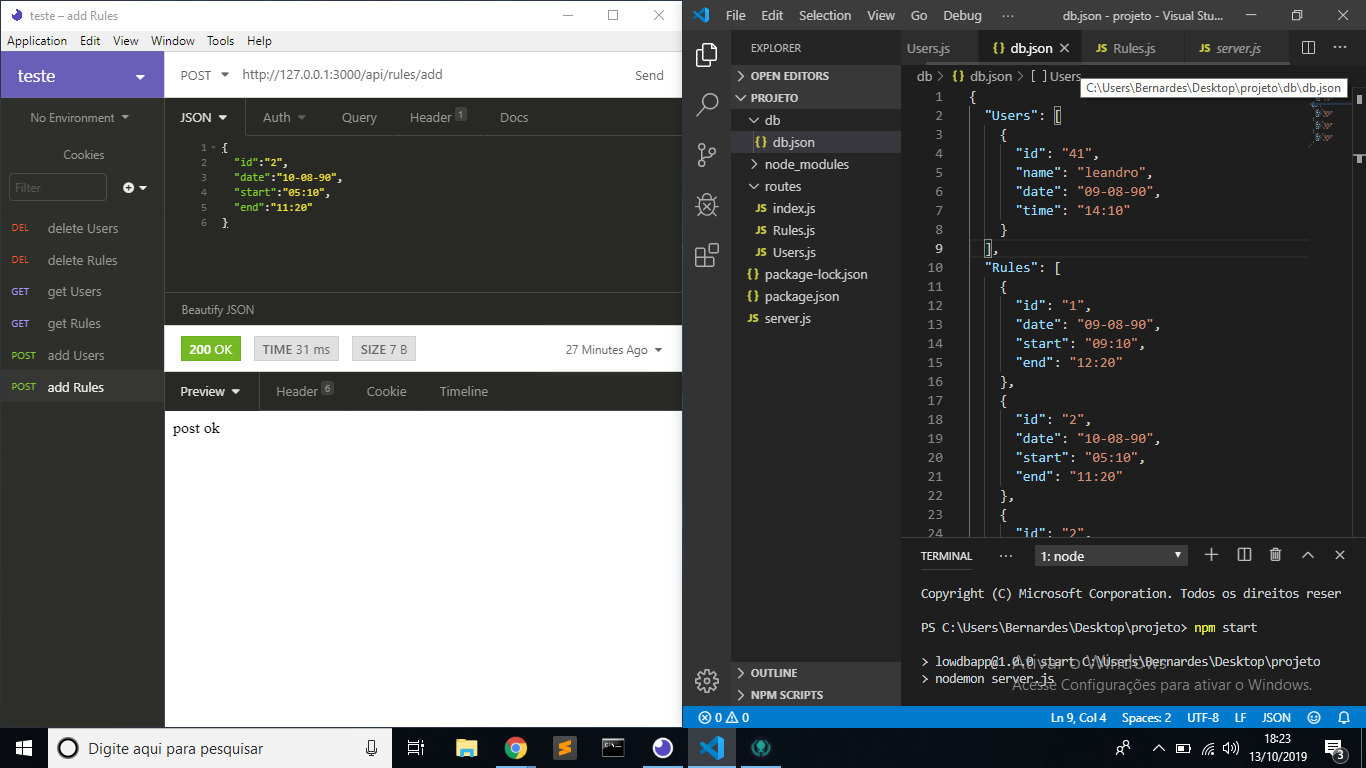 teste – add Rules
Application Edit View Window Tools Help
teste
POST http://127.0.0.1:3000/api/rules/add Send
No Environment
Cookies
Filter
DEL delete Users
DEL delete Rules
GET get Users
GET get Rules
POST add Users
POST add Rules
JSON Auth Query Header 1 Docs
1 {
2 "id":"2",
3 "date":"10-08-90",
4 "start":"05:10",
5 "end":"11:20"
6 }
Beautify JSON
200 OK TIME 31 ms SIZE 7 B 27 Minutes Ago
Preview Header 6 Cookie Timeline
post ok
File Edit Selection View Go Debug ··· db.json - projeto - Visual Stu...
EXPLORER
OPEN EDITORS
PROJETO
db
{} db.json
node_modules
routes
JS index.js
JS Rules.js
JS Users.js
{} package-lock.json
{} package.json
JS server.js
OUTLINE
NPM SCRIPTS
Users.js {} db.json JS Rules.js JS server.js ···
db > {} db.json > [ ] Users
C:\Users\Bernardes\Desktop\projeto\db\db.json
1 {
2 "Users": [
3 {
4 "id": "41",
5 "name": "leandro",
6 "date": "09-08-90",
7 "time": "14:10"
8 }
9 ],
10 "Rules": [
11 {
12 "id": "1",
13 "date": "09-08-90",
14 "start": "09:10",
15 "end": "12:20"
16 },
17 {
18 "id": "2",
19 "date": "10-08-90",
20 "start": "05:10",
21 "end": "11:20"
22 },
23 {
24 "id": "2",
TERMINAL ··· 1: node
Copyright (C) Microsoft Corporation. Todos os direitos reser
PS C:\Users\Bernardes\Desktop\projeto> npm start
> lowdbapp@1.0.0 start C:\Users\Bernardes\Desktop\projeto
> nodemon server.js
Ativar o Windows
Acesse Configurações para ativar o Windows.
0 0 Ln 9, Col 4 Spaces: 2 UTF-8 LF JSON
Digite aqui para pesquisar
18:23
13/10/2019
3